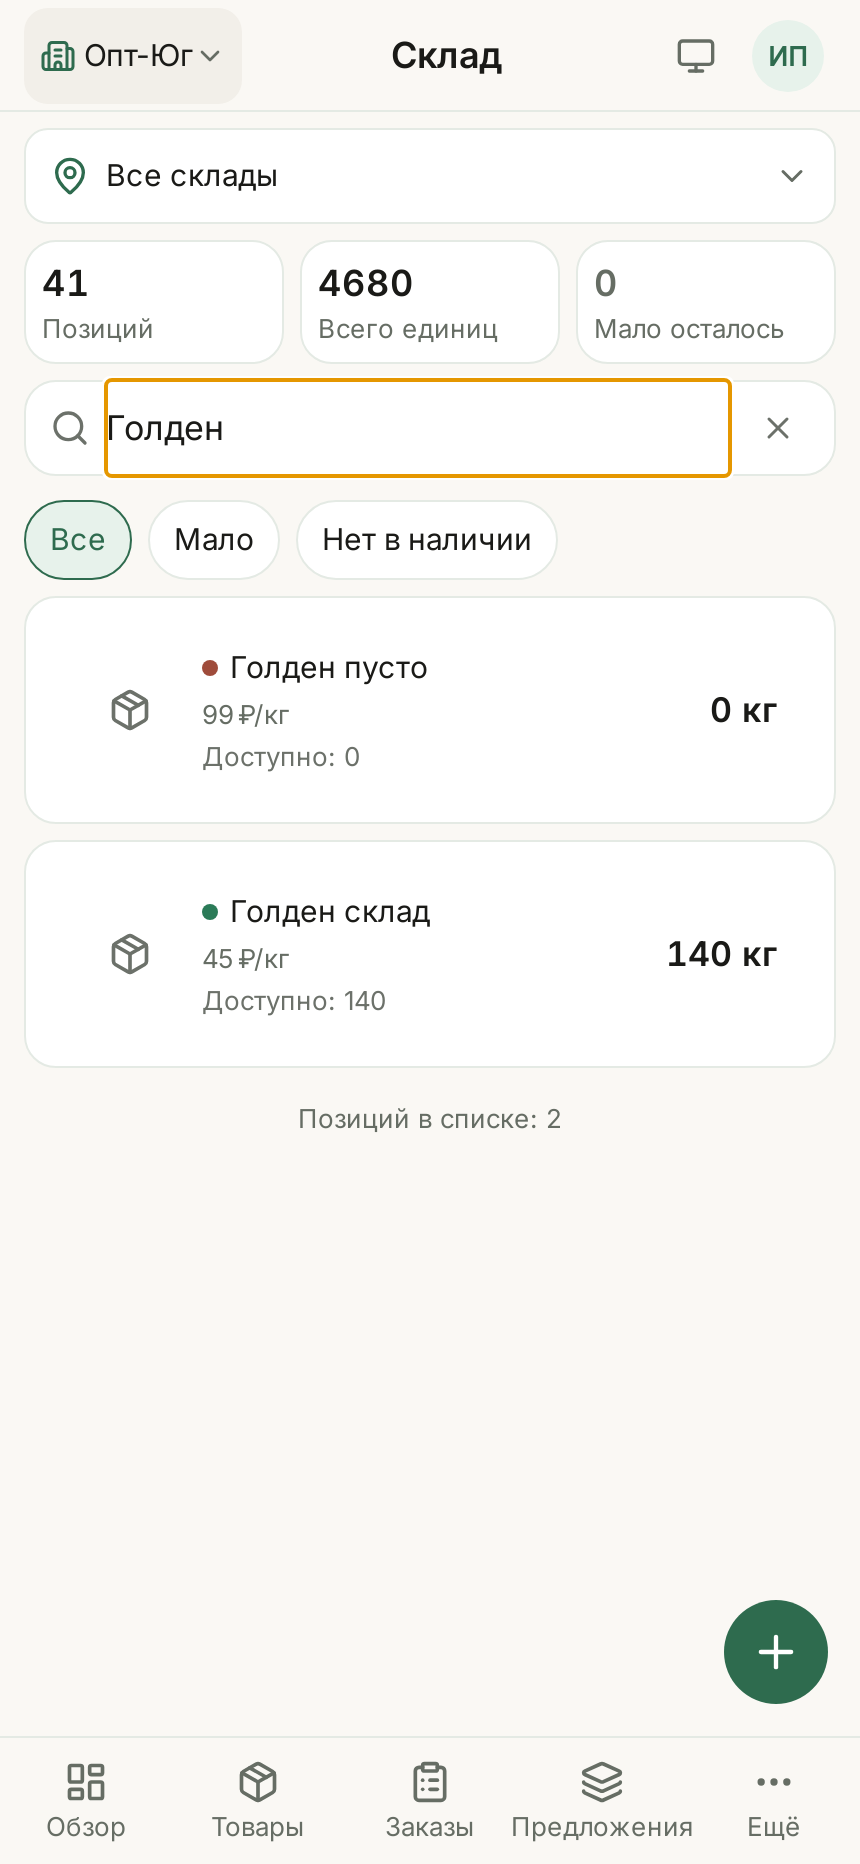 Опт-Юг
Склад
ИП
Все склады
41
Позиций
4680
Всего единиц
0
Мало осталось
Голден
Все
Мало
Нет в наличии
Голден пусто
99 ₽/кг
Доступно: 0
0 кг
Голден склад
45 ₽/кг
Доступно: 140
140 кг
Позиций в списке: 2
Обзор
Товары
Заказы
Предложения
Ещё